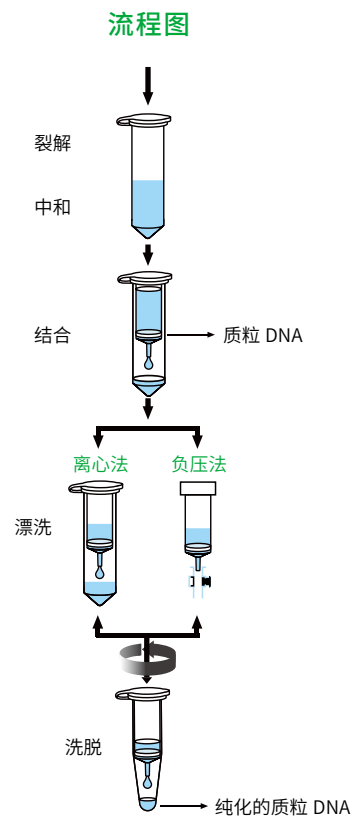 流程图
裂解
中和
结合
质粒 DNA
离心法
负压法
漂洗
洗脱
纯化的质粒 DNA